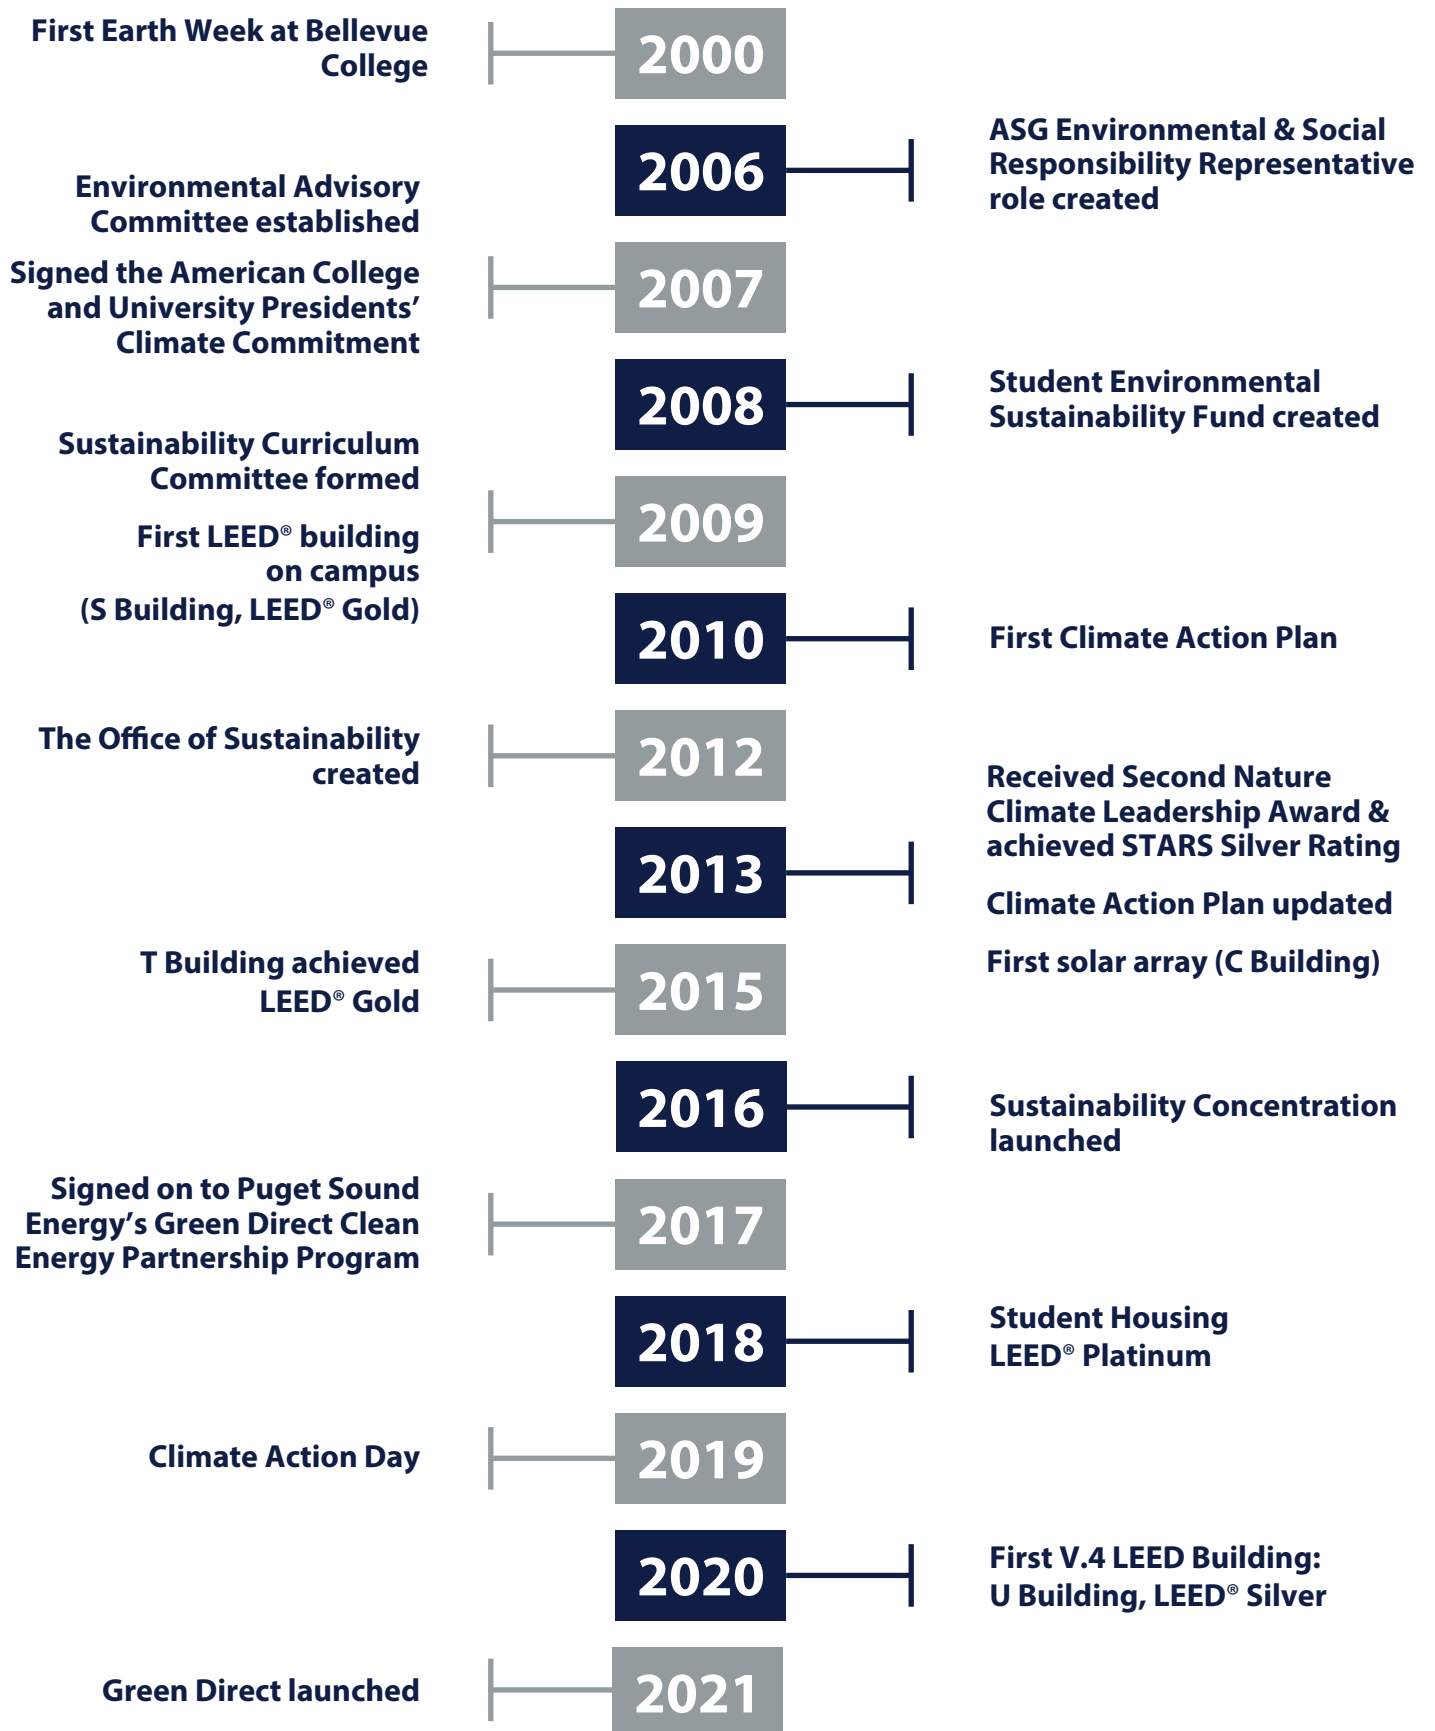 First Earth Week at Bellevue
College
2000
2006
ASG Environmental & Social
Responsibility Representative
role created
Environmental Advisory
Committee established
Signed the American College
and University Presidents’
Climate Commitment
2007
2008
Student Environmental
Sustainability Fund created
Sustainability Curriculum
Committee formed
First LEED® building
on campus
(S Building, LEED® Gold)
2009
2010
First Climate Action Plan
The Office of Sustainability
created
2012
2013
Received Second Nature
Climate Leadership Award &
achieved STARS Silver Rating
Climate Action Plan updated
First solar array (C Building)
T Building achieved
LEED® Gold
2015
2016
Sustainability Concentration
launched
Signed on to Puget Sound
Energy’s Green Direct Clean
Energy Partnership Program
2017
2018
Student Housing
LEED® Platinum
Climate Action Day
2019
2020
First V.4 LEED Building:
U Building, LEED® Silver
Green Direct launched
2021